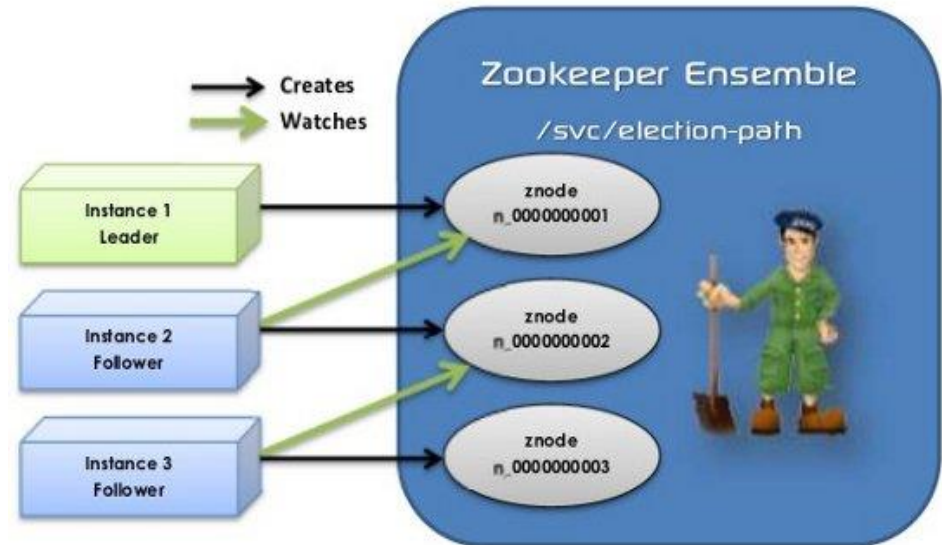 Zookeeper Ensemble
/svc/election-path
Creates
Watches
Instance 1
Leader
znode
n_0000000001
Instance 2
Follower
znode
n_0000000002
Instance 3
Follower
znode
n_0000000003